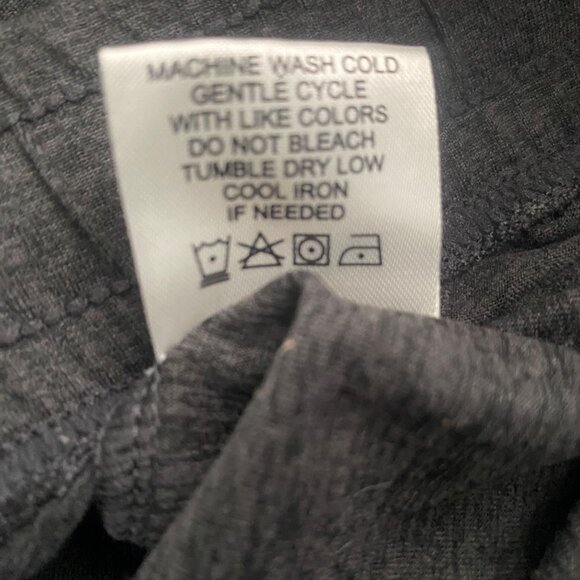 MACHINE WASH COLD
GENTLE CYCLE
WITH LIKE COLORS
DO NOT BLEACH
TUMBLE DRY LOW
COOL IRON
IF NEEDED